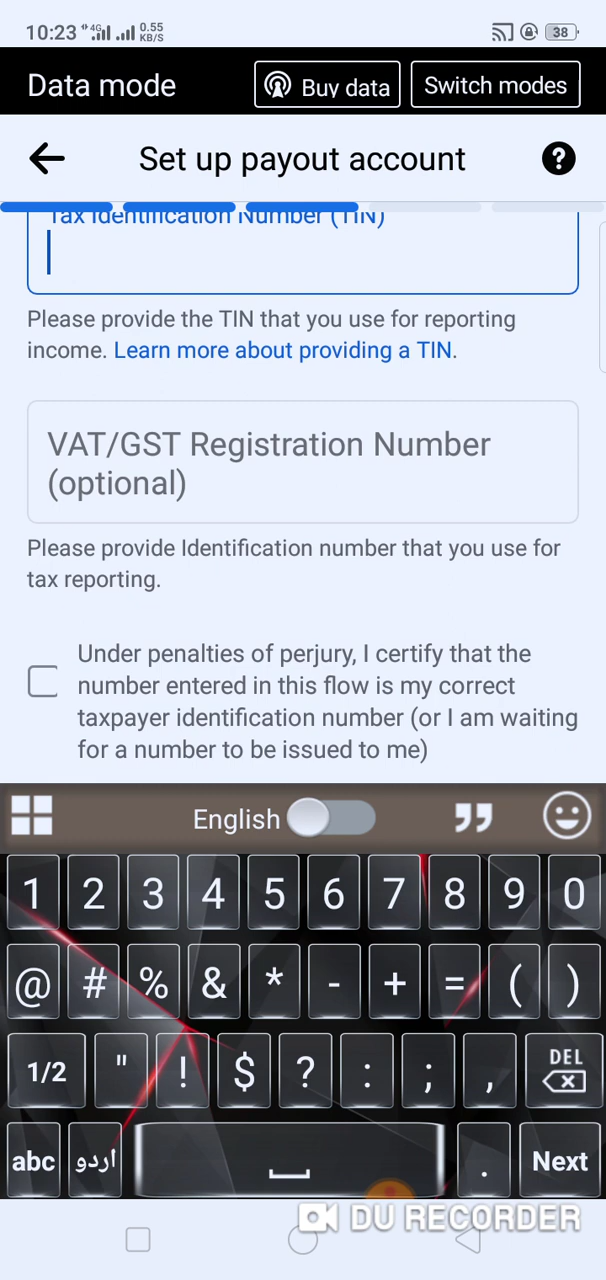 10:23 4G 0.55 KB/S 38
Data mode Buy data Switch modes
Set up payout account ?
Tax Identification Number (TIN)
Please provide the TIN that you use for reporting
income. Learn more about providing a TIN.
VAT/GST Registration Number
(optional)
Please provide Identification number that you use for
tax reporting.
Under penalties of perjury, I certify that the
number entered in this flow is my correct
taxpayer identification number (or I am waiting
for a number to be issued to me)
English
1 2 3 4 5 6 7 8 9 0
@ # % & * - + = ( )
1/2 " ! $ ? : ; , DEL
abc اردو . Next
DU RECORDER